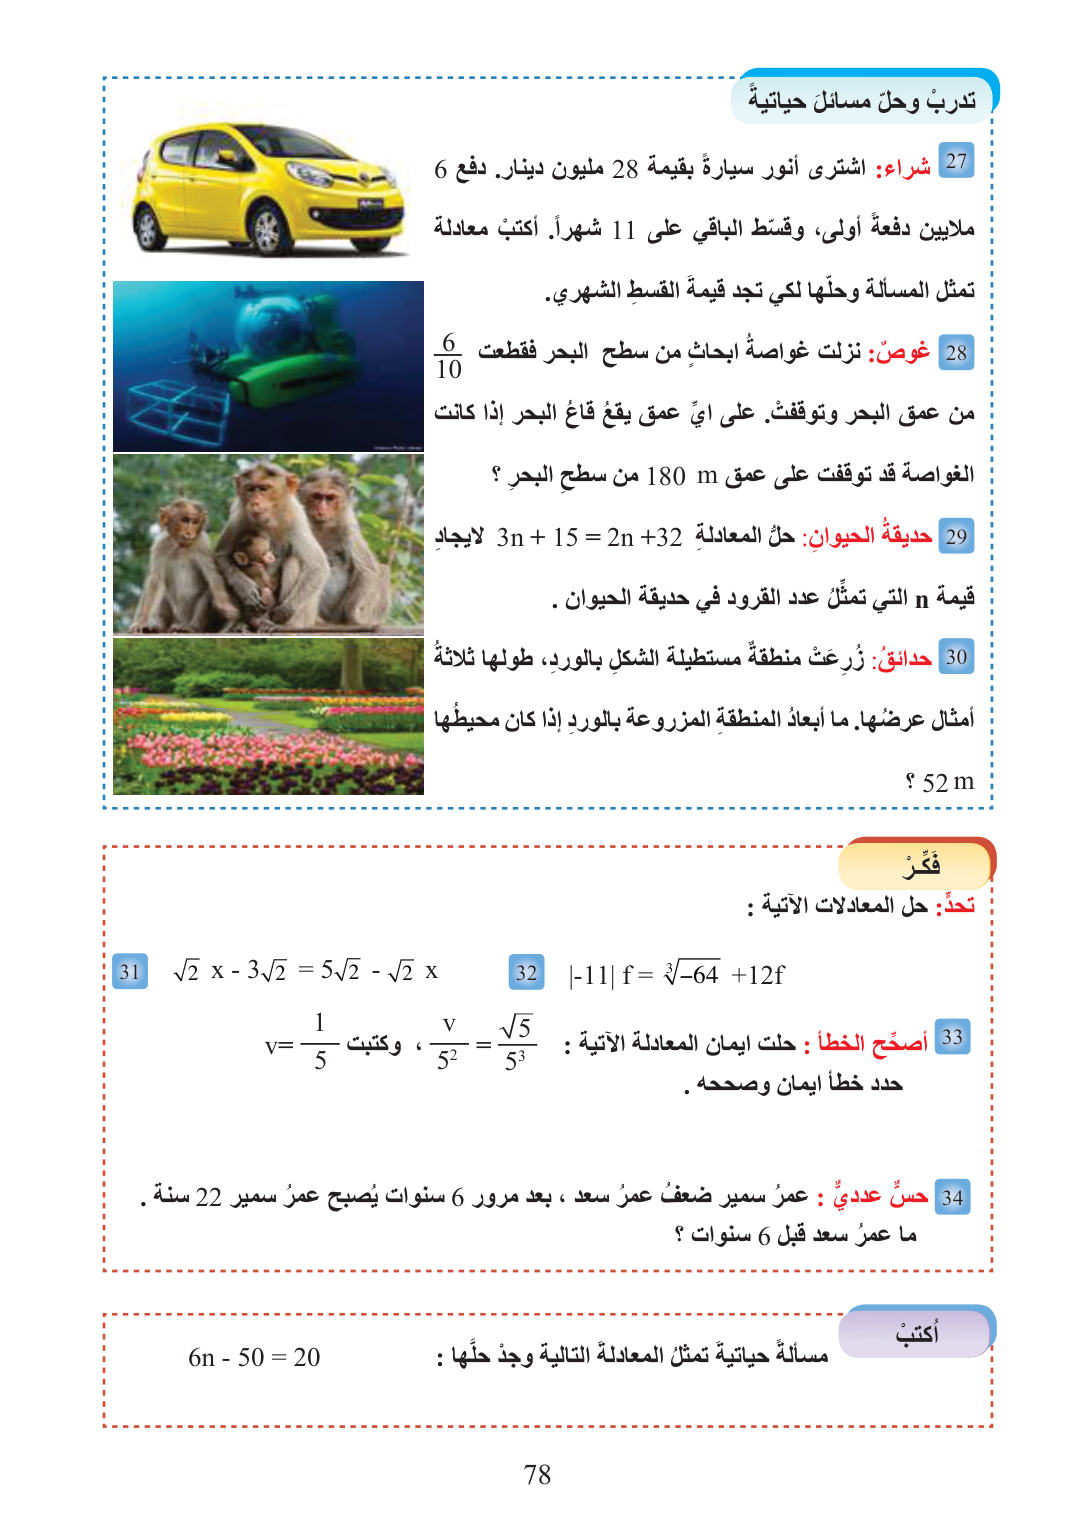 تدربْ وحلّ مسائلَ حياتيةً
27 شراء: اشترى أنور سيارةً بقيمة 28 مليون دينار. دفع 6
ملايين دفعةً أولى، وقسّط الباقي على 11 شهراً. أكتبْ معادلة
تمثل المسألة وحلّها لكي تجد قيمةَ القسطِ الشهري.
28 غوصٌ: نزلت غواصةُ ابحاثٍ من سطح البحر فقطعت 6/10
من عمق البحر وتوقفتْ. على ايِّ عمق يقعُ قاعُ البحر إذا كانت
الغواصة قد توقفت على عمق 180 m من سطحِ البحرِ ؟
29 حديقةُ الحيوانِ: حلُّ المعادلةِ 3n + 15 = 2n +32 لايجادِ
قيمة n التي تمثِّلُ عدد القرود في حديقة الحيوان .
30 حدائقُ: زُرِعَتْ منطقةٌ مستطيلة الشكلِ بالوردِ، طولها ثلاثةُ
أمثال عرضُها. ما أبعادُ المنطقةِ المزروعة بالوردِ إذا كان محيطُها
52 m ؟
فَكِّرْ
تحدٍّ: حل المعادلات الآتية :
31 √2 x - 3√2 = 5√2 - √2 x 32 |-11| f = ∛–64 +12f
33 أصحِّح الخطأ : حلت ايمان المعادلة الآتية : v/5² = √5/5³ ، وكتبت v= 1/5
حدد خطأ ايمان وصححه .
34 حسٌّ عدديٌّ : عمرُ سمير ضعفُ عمرُ سعد ، بعد مرور 6 سنوات يُصبح عمرُ سمير 22 سنة .
ما عمرُ سعد قبل 6 سنوات ؟
اُكتبْ
مسألةً حياتيةَ تمثلُ المعادلةَ التالية وجدْ حلَّها : 6n - 50 = 20
78